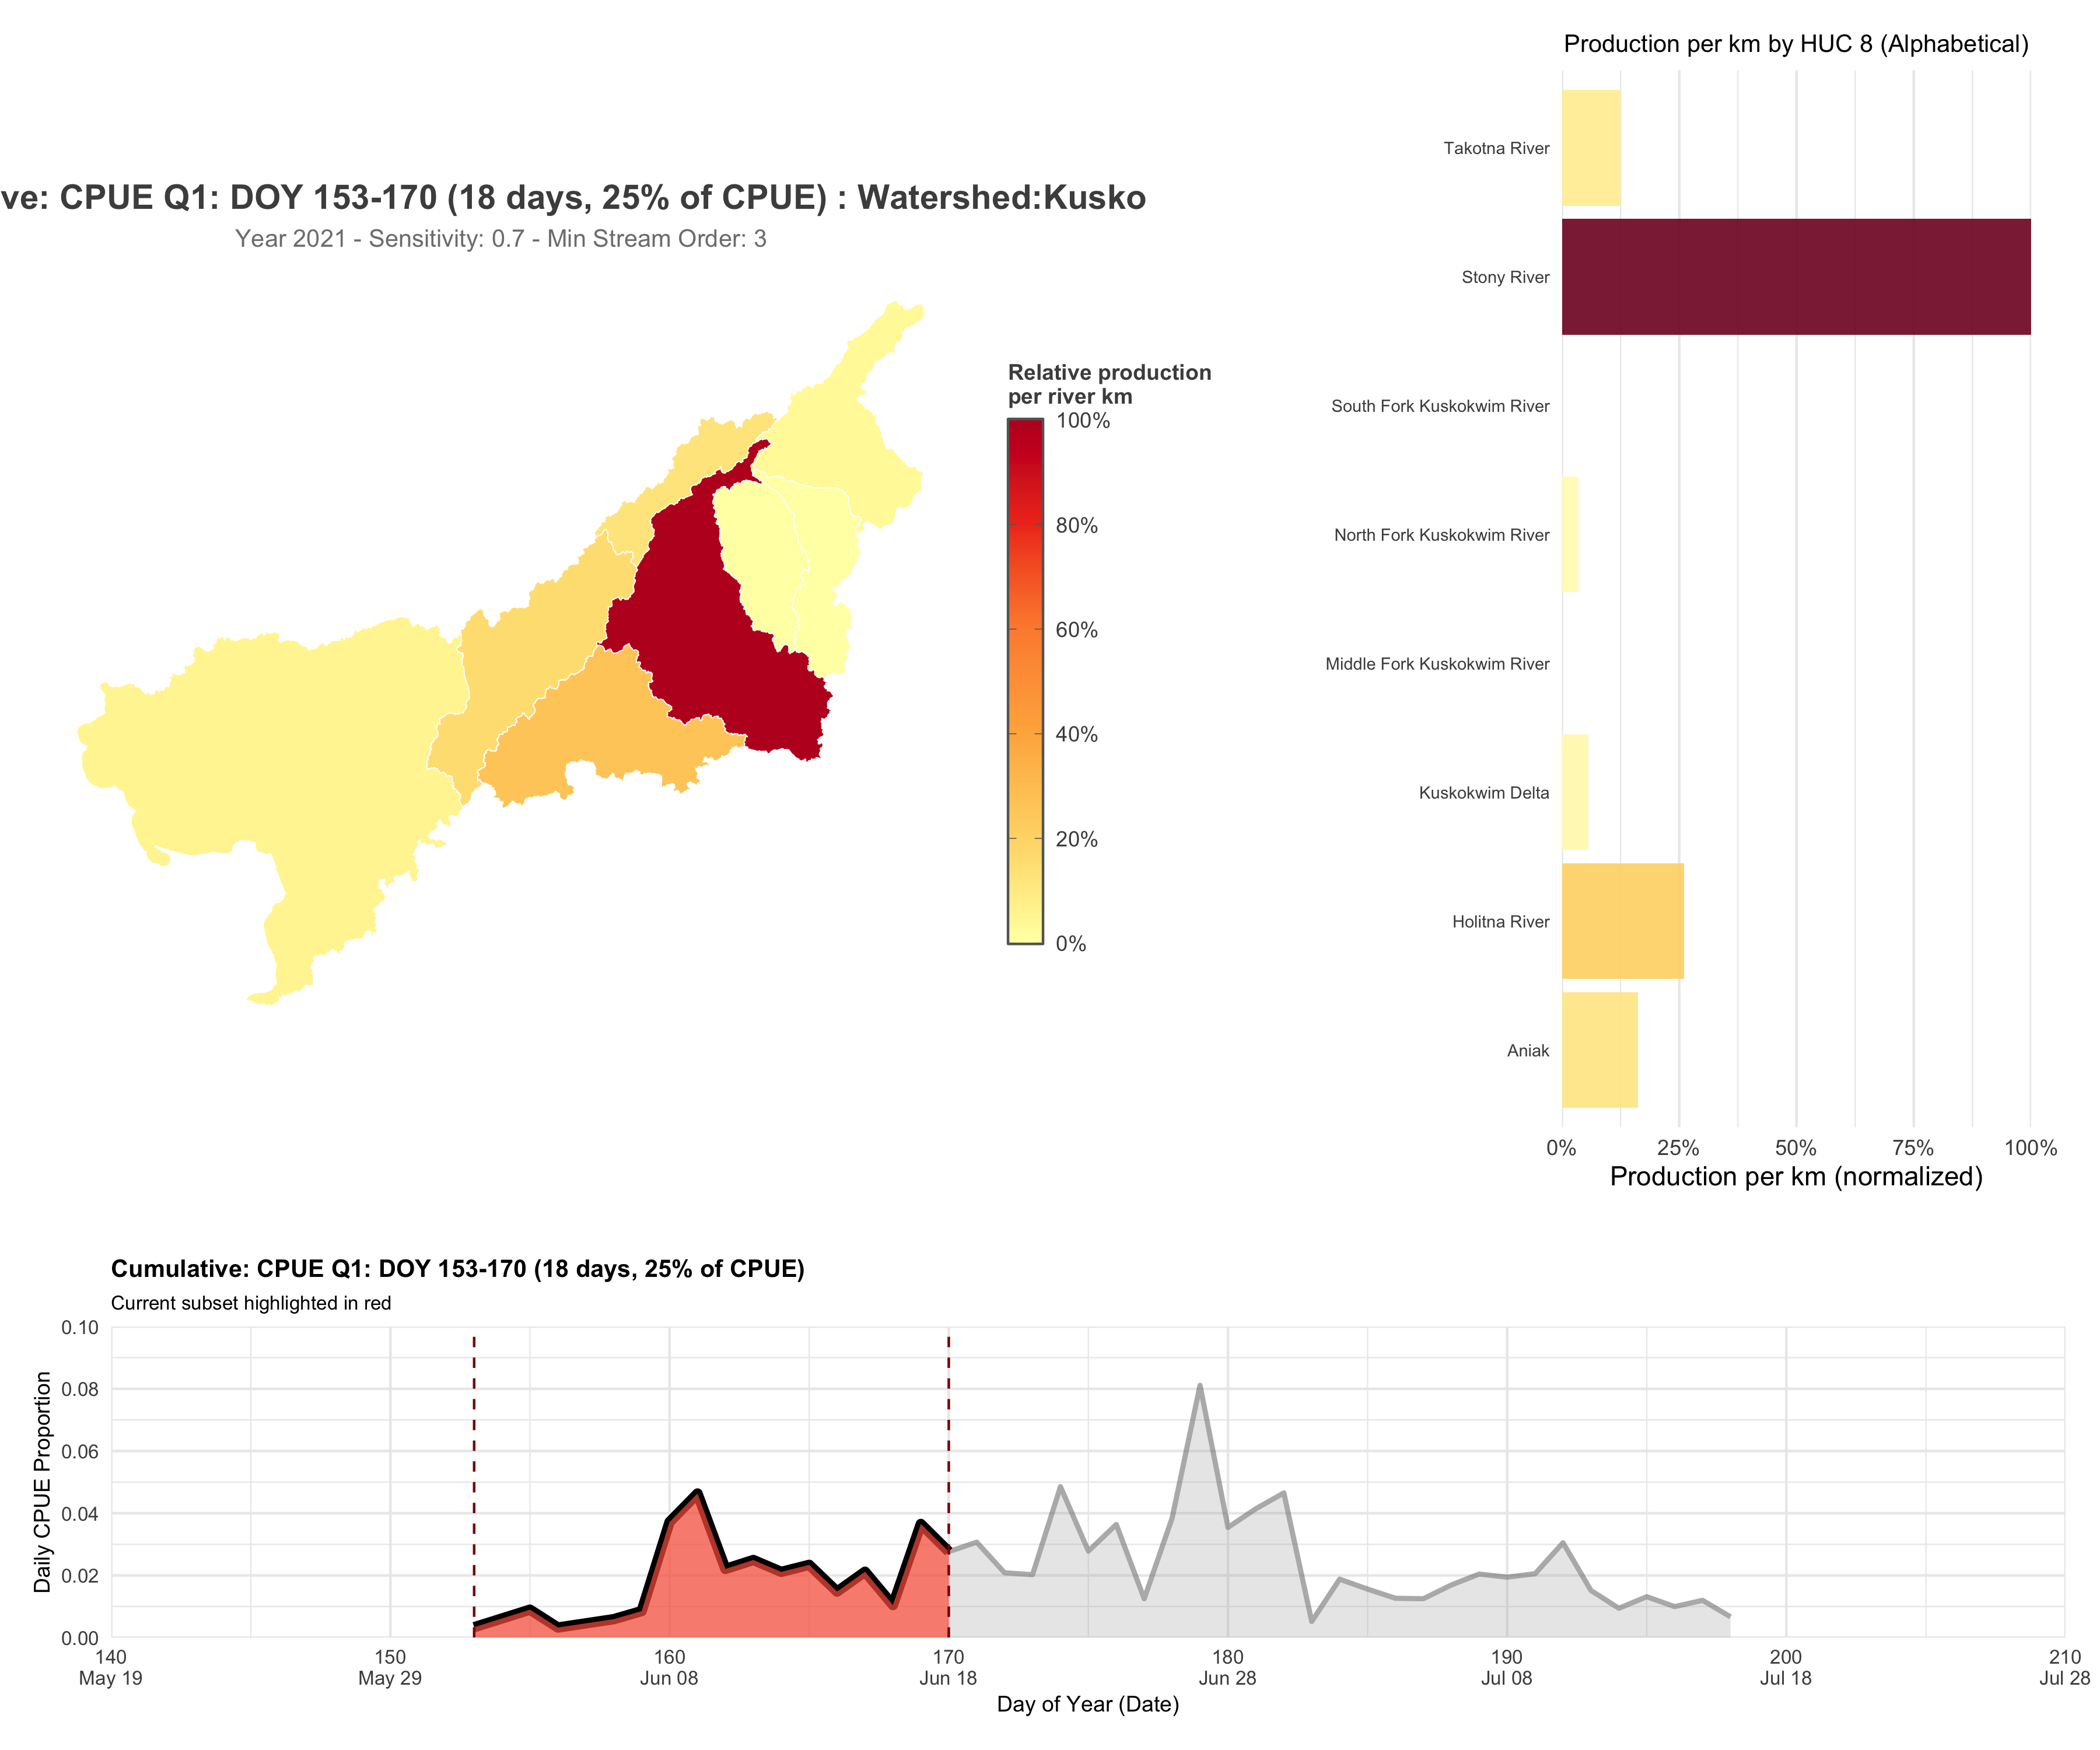 ve: CPUE Q1: DOY 153-170 (18 days, 25% of CPUE) : Watershed:Kusko
Year 2021 - Sensitivity: 0.7 - Min Stream Order: 3
Relative production
per river km
100%
80%
60%
40%
20%
0%
Production per km by HUC 8 (Alphabetical)
Takotna River
Stony River
South Fork Kuskokwim River
North Fork Kuskokwim River
Middle Fork Kuskokwim River
Kuskokwim Delta
Holitna River
Aniak
0% 25% 50% 75% 100%
Production per km (normalized)
Cumulative: CPUE Q1: DOY 153-170 (18 days, 25% of CPUE)
Current subset highlighted in red
Daily CPUE Proportion
0.10
0.08
0.06
0.04
0.02
0.00
140 150 160 170 180 190 200 210
May 19 May 29 Jun 08 Jun 18 Jun 28 Jul 08 Jul 18 Jul 28
Day of Year (Date)